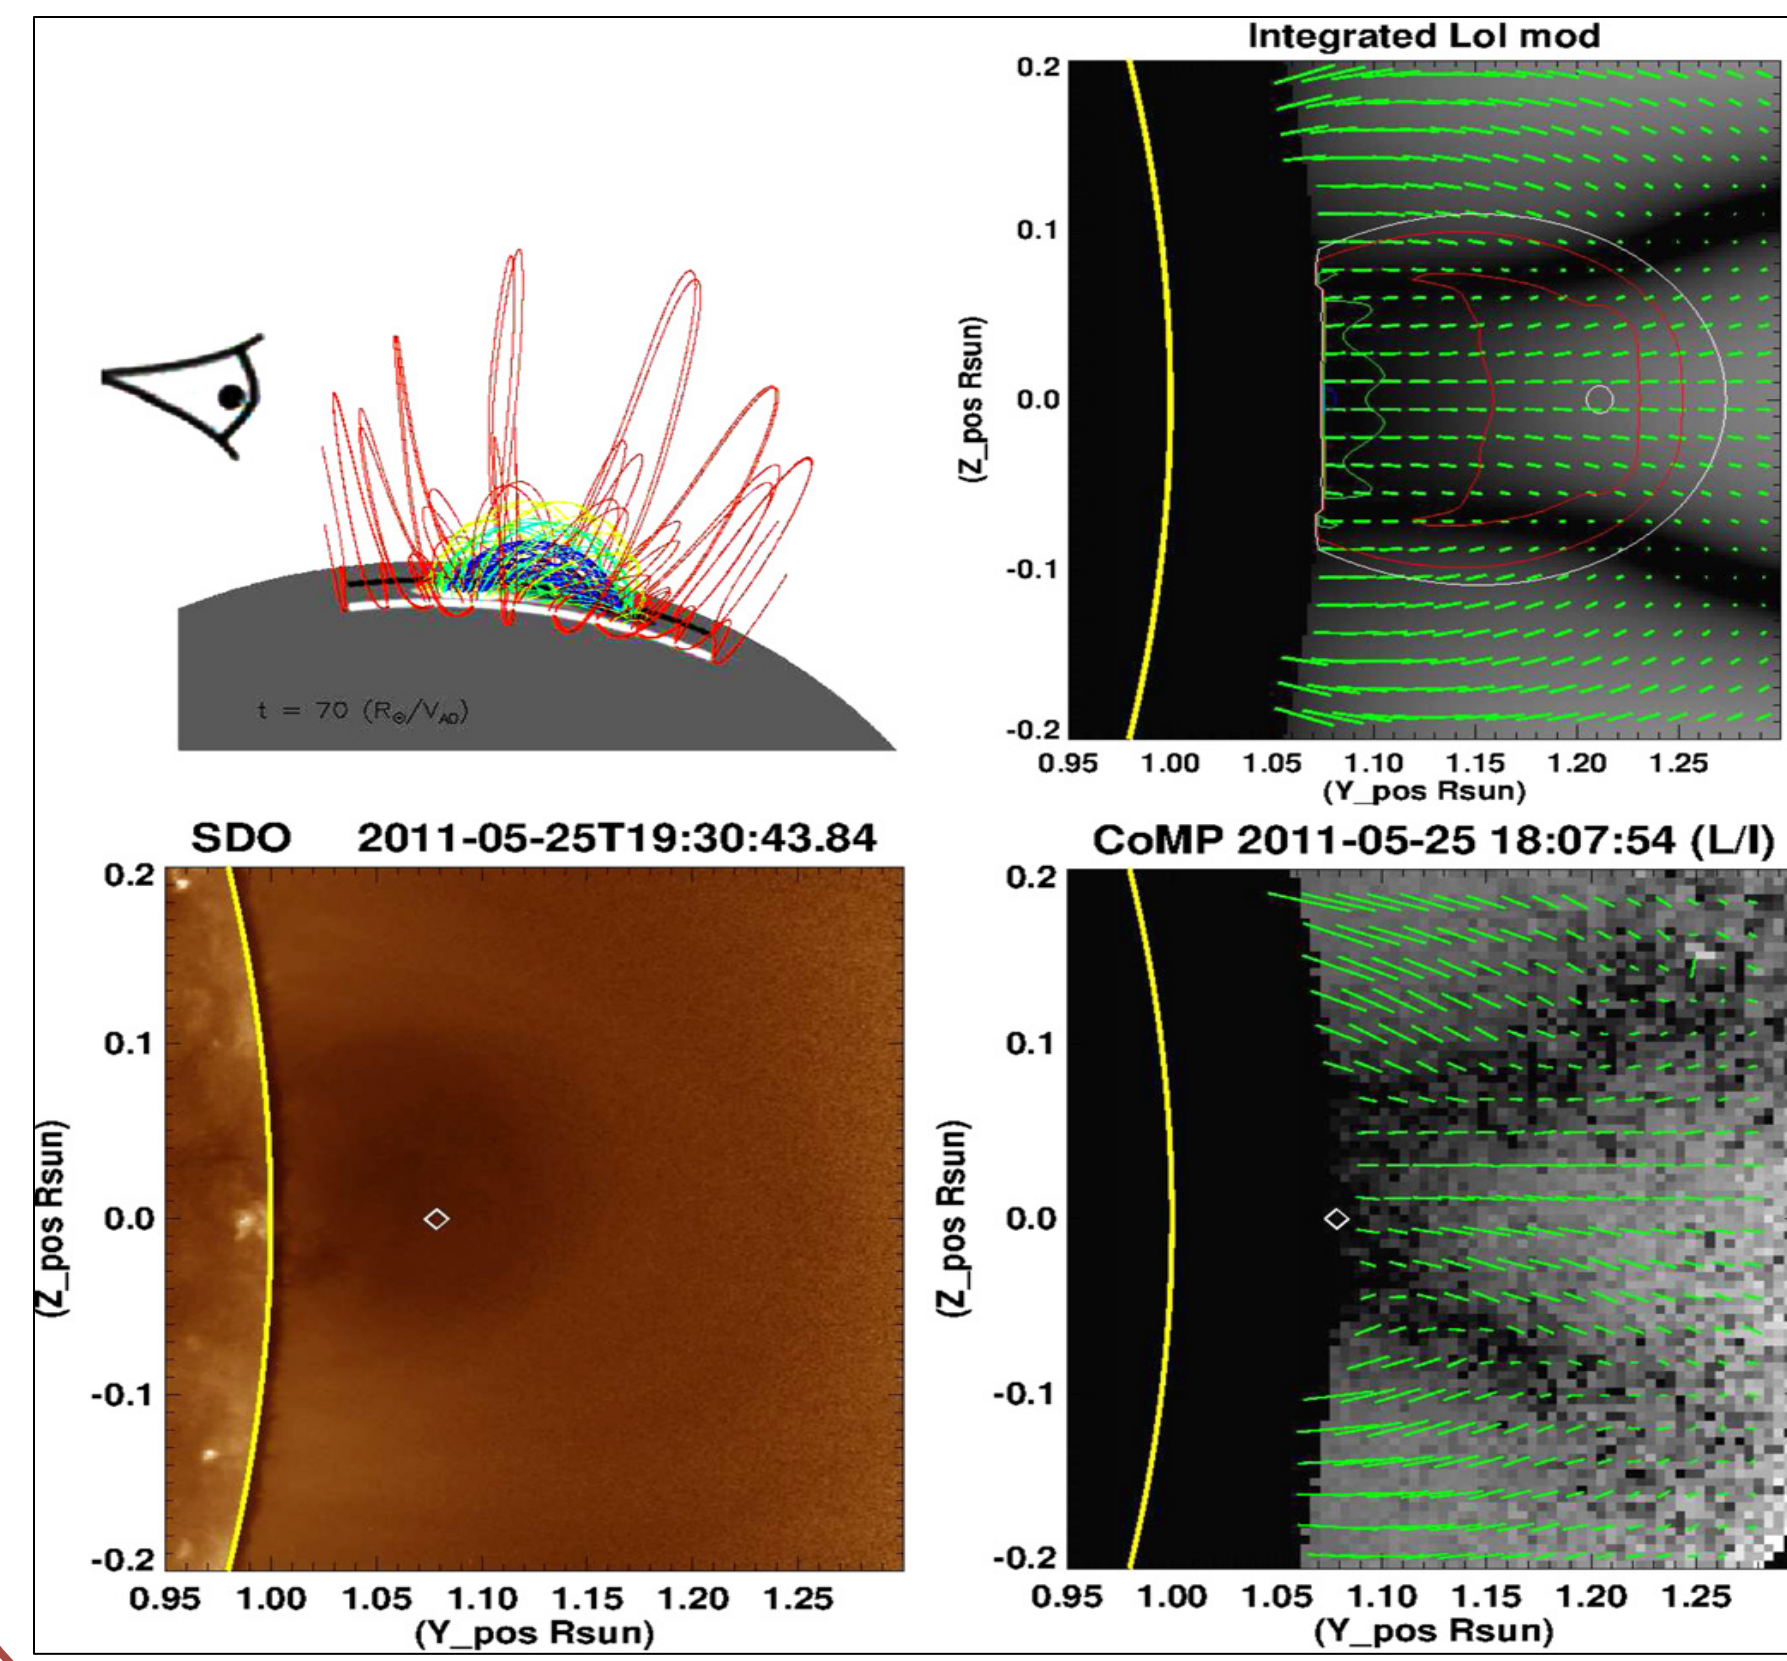 Integrated LoI mod
0.2
0.1
0.0
-0.1
-0.2
(Z_pos Rsun)
0.95 1.00 1.05 1.10 1.15 1.20 1.25
(Y_pos Rsun)
t = 70 (R⊙/V_A0)
SDO 2011-05-25T19:30:43.84
0.2
0.1
0.0
-0.1
-0.2
(Z_pos Rsun)
0.95 1.00 1.05 1.10 1.15 1.20 1.25
(Y_pos Rsun)
CoMP 2011-05-25 18:07:54 (L/I)
0.2
0.1
0.0
-0.1
-0.2
(Z_pos Rsun)
0.95 1.00 1.05 1.10 1.15 1.20 1.25
(Y_pos Rsun)